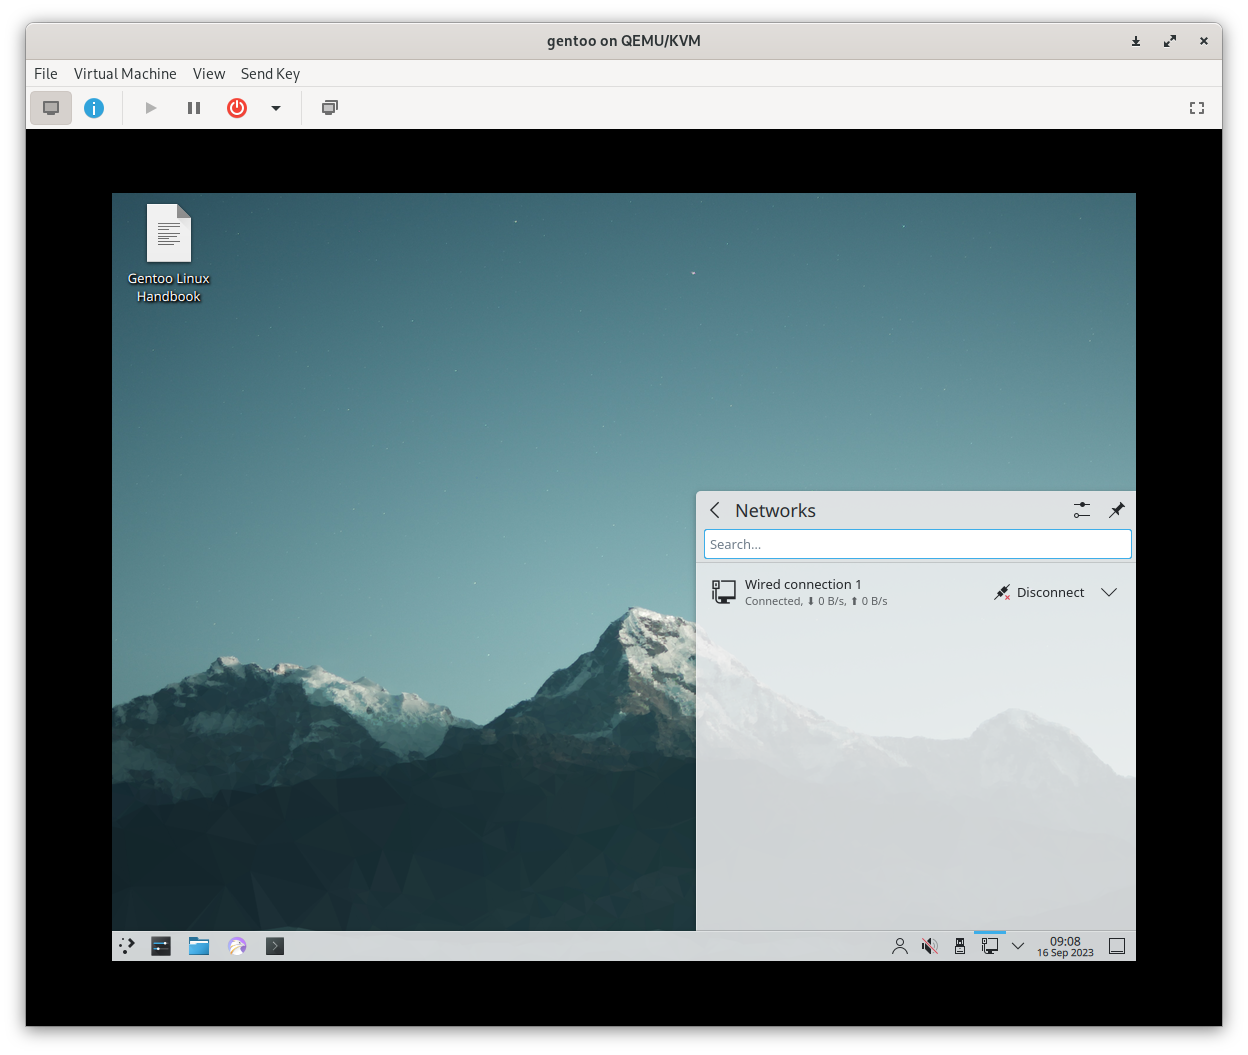 gentoo on QEMU/KVM
File Virtual Machine View Send Key
Gentoo Linux
Handbook
Networks
Search...
Wired connection 1
Connected, ⬇ 0 B/s, ⬆ 0 B/s
Disconnect
09:08
16 Sep 2023